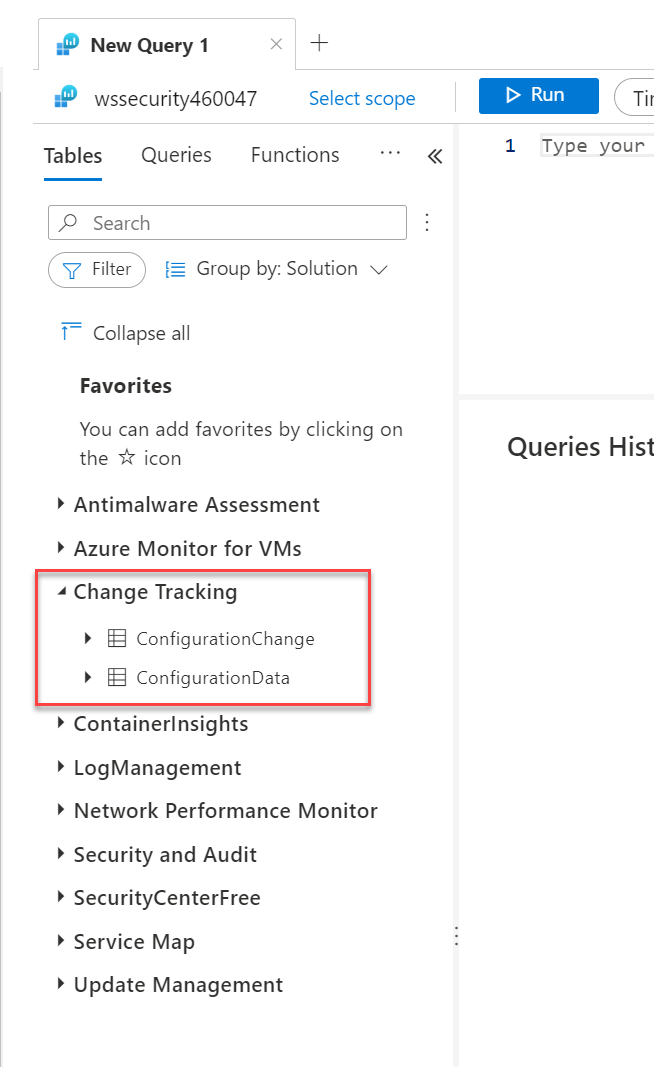 New Query 1
wssecurity460047 Select scope Run
Tables Queries Functions ...
1 Type your
Search
Filter Group by: Solution
Collapse all
Favorites
You can add favorites by clicking on
the ☆ icon
Queries Hist
Antimalware Assessment
Azure Monitor for VMs
Change Tracking
ConfigurationChange
ConfigurationData
ContainerInsights
LogManagement
Network Performance Monitor
Security and Audit
SecurityCenterFree
Service Map
Update Management